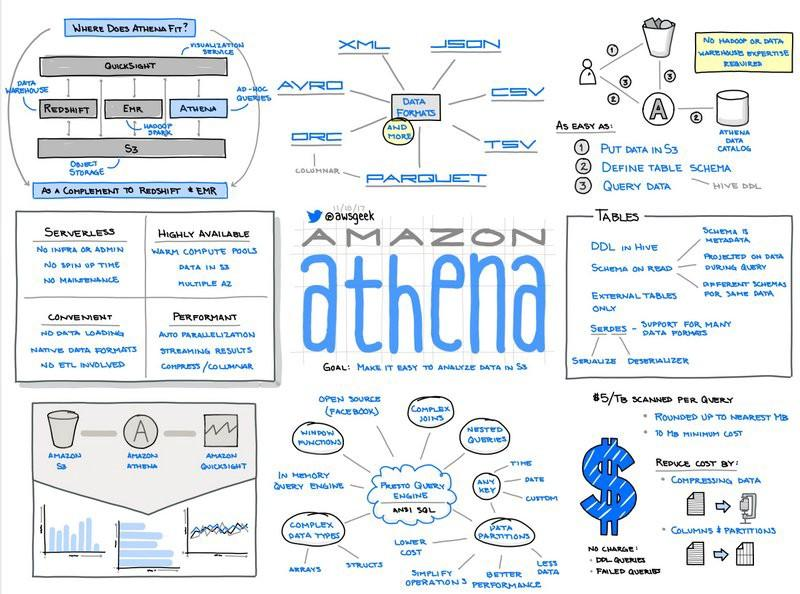 WHERE DOES ATHENA FIT?
VISUALIZATION
SERVICE
QUICKSIGHT
DATA
WAREHOUSE
REDSHIFT
EMR
ATHENA
AD-HOC
QUERIES
HADOOP
SPARK
S3
OBJECT
STORAGE
AS A COMPLEMENT TO REDSHIFT & EMR
XML
JSON
AVRO
CSV
DATA
FORMATS
AND
MORE
ORC
TSV
COLUMNAR
PARQUET
NO HADOOP OR DATA
WAREHOUSE EXPERTISE
REQUIRED
1
3
3
2
A
2
ATHENA
DATA
CATALOG
AS EASY AS:
1 PUT DATA IN S3
2 DEFINE TABLE SCHEMA
3 QUERY DATA
HIVE DDL
SERVERLESS
NO INFRA OR ADMIN
NO SPIN UP TIME
NO MAINTENANCE
HIGHLY AVAILABLE
WARM COMPUTE POOLS
DATA IN S3
MULTIPLE AZ
CONVENIENT
NO DATA LOADING
NATIVE DATA FORMATS
NO ETL INVOLVED
PERFORMANT
AUTO PARALLELIZATION
STREAMING RESULTS
COMPRESS/COLUMNAR
11/10/17
@awsgeek
AMAZON
athena
GOAL: MAKE IT EASY TO ANALYZE DATA IN S3
TABLES
DDL IN HIVE
SCHEMA ON READ
SCHEMA IS
METADATA
PROJECTED ON DATA
DURING QUERY
DIFFERENT SCHEMAS
FOR SAME DATA
EXTERNAL TABLES
ONLY
SERDES - SUPPORT FOR MANY
DATA FORMATS
SERIALIZE DESERIALIZER
A
AMAZON
S3
AMAZON
ATHENA
AMAZON
QUICKSIGHT
OPEN SOURCE
(FACEBOOK)
COMPLEX
JOINS
WINDOW
FUNCTIONS
NESTED
QUERIES
IN MEMORY
QUERY ENGINE
PRESTO QUERY
ENGINE
ANSI SQL
ANY
KEY
TIME
DATE
CUSTOM
COMPLEX
DATA TYPES
DATA
PARTITIONS
ARRAYS
STRUCTS
LOWER
COST
SIMPLIFY
OPERATIONS
BETTER
PERFORMANCE
LESS
DATA
$5/TB SCANNED PER QUERY
• ROUNDED UP TO NEAREST MB
• 10 MB MINIMUM COST
$
REDUCE COST BY:
• COMPRESSING DATA
• COLUMNS & PARTITIONS
NO CHARGE:
• DDL QUERIES
• FAILED QUERIES